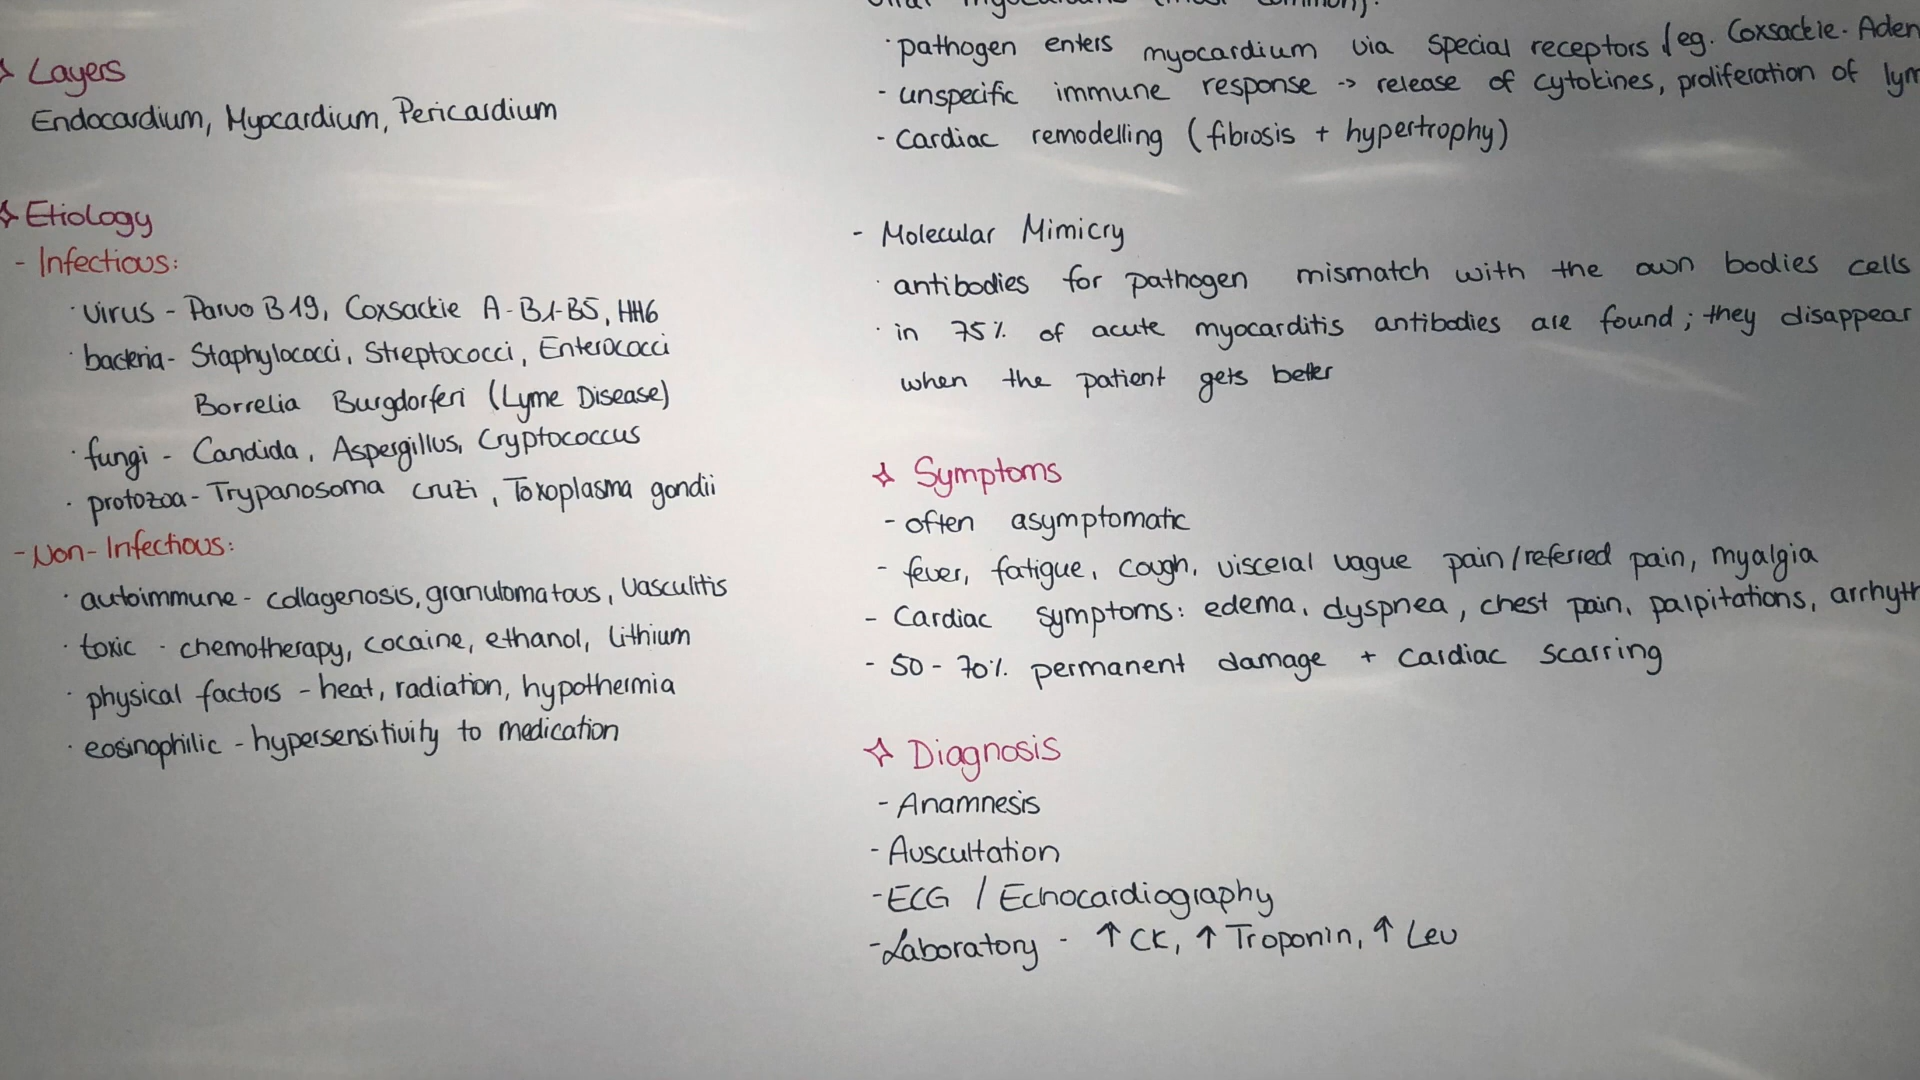 Layers
Endocardium, Myocardium, Pericardium
Etiology
- Infectious:
· virus - Parvo B19, Coxsackie A-B1-B5, HH6
· bacteria - Staphylococci, Streptococci, Enterococci
Borrelia Burgdorferi (Lyme Disease)
· fungi - Candida, Aspergillus, Cryptococcus
· protozoa - Trypanosoma cruzi, Toxoplasma gondii
- Non-Infectious:
· autoimmune - collagenosis, granulomatous, Vasculitis
· toxic - chemotherapy, cocaine, ethanol, Lithium
· physical factors - heat, radiation, hypothermia
· eosinophilic - hypersensitivity to medication
· pathogen enters myocardium via special receptors (eg. Coxsackie- Aden
- unspecific immune response -> release of cytokines, proliferation of lym
- Cardiac remodelling (fibrosis + hypertrophy)
- Molecular Mimicry
· antibodies for pathogen mismatch with the own bodies cells
· in 75% of acute myocarditis antibodies are found; they disappear
when the patient gets better
Symptoms
- often asymptomatic
- fever, fatigue, cough, visceral vague pain/referred pain, myalgia
- Cardiac symptoms: edema, dyspnea, chest pain, palpitations, arrhyth
- 50-70% permanent damage + cardiac scarring
Diagnosis
- Anamnesis
- Auscultation
- ECG / Echocardiography
- Laboratory - ↑ CK, ↑ Troponin, ↑ Leu